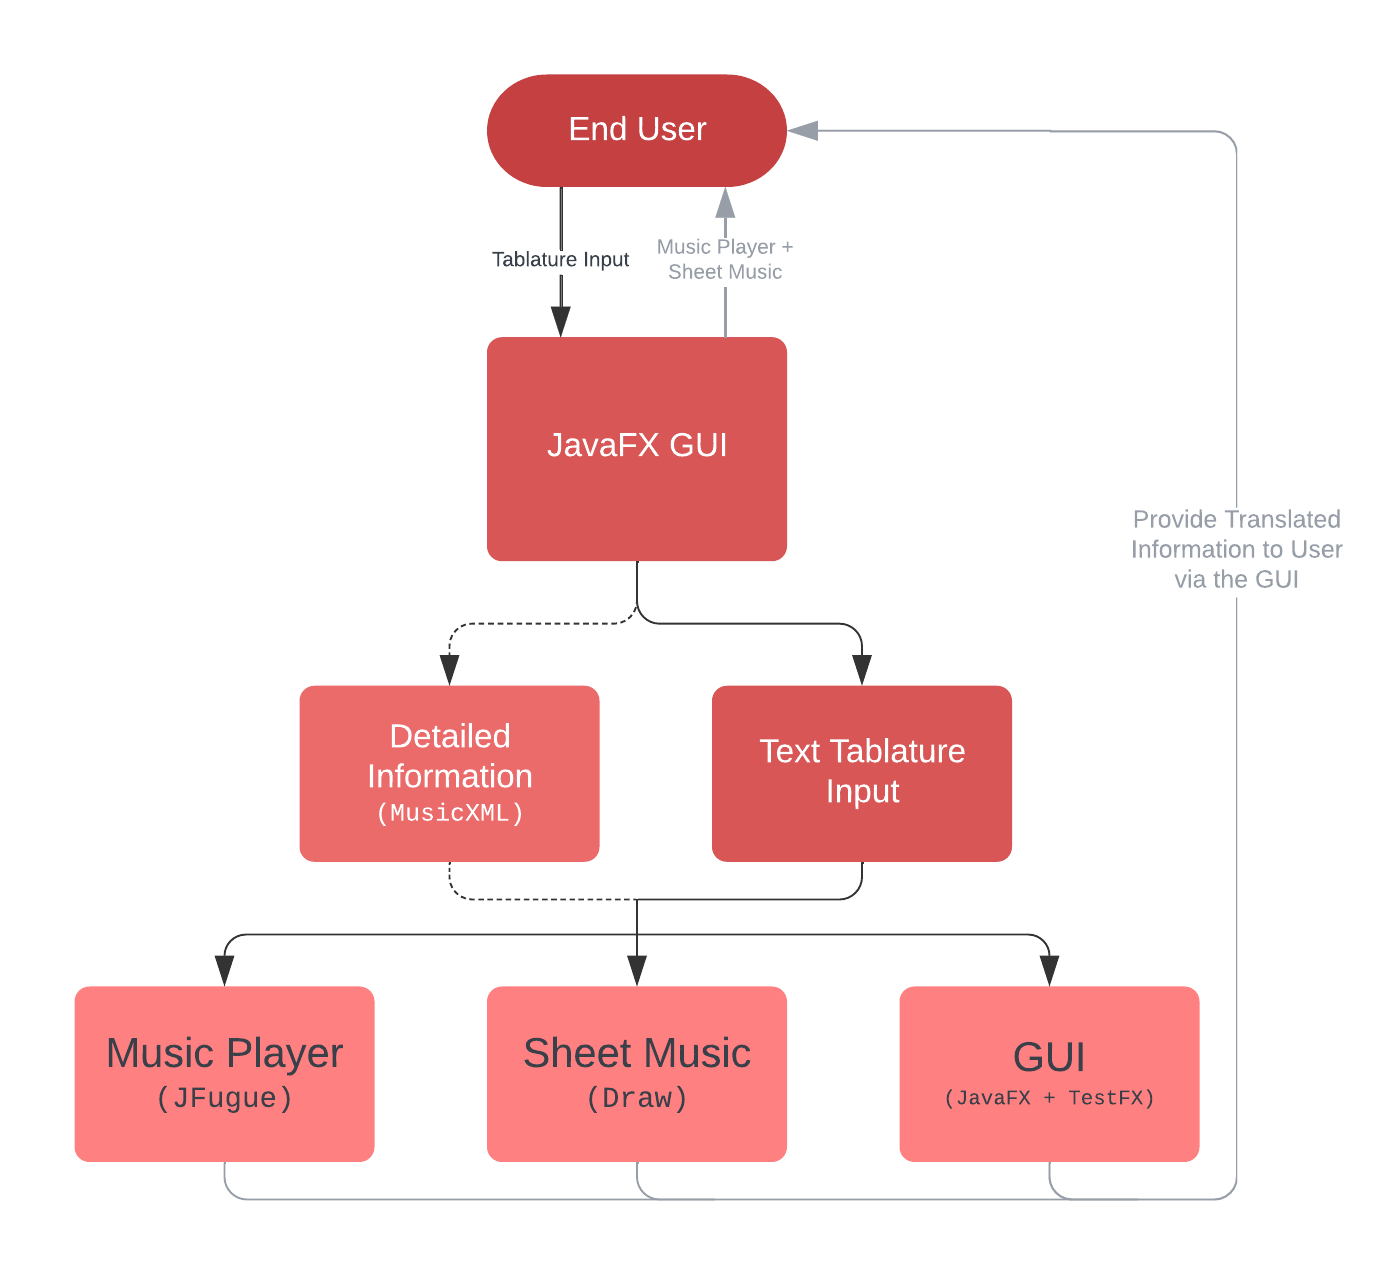 End User
Tablature Input
Music Player +
Sheet Music
JavaFX GUI
Provide Translated
Information to User
via the GUI
Detailed
Information
(MusicXML)
Text Tablature
Input
Music Player
(JFugue)
Sheet Music
(Draw)
GUI
(JavaFX + TestFX)